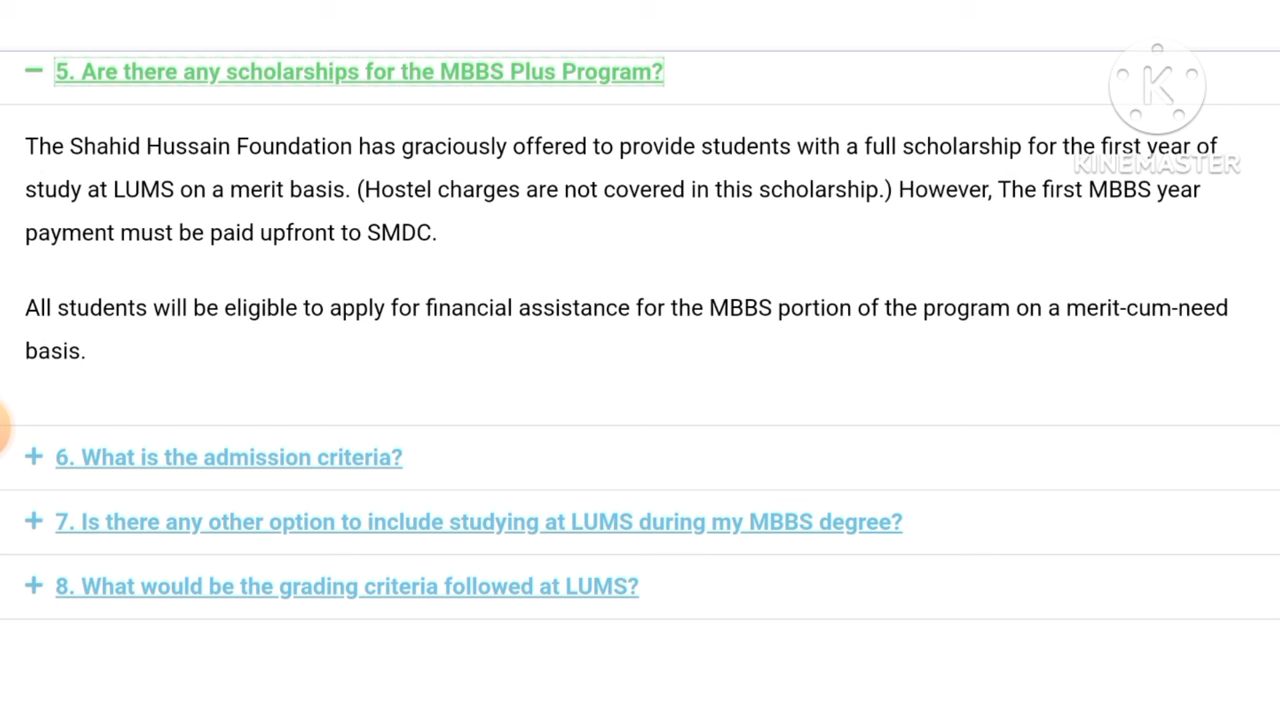 5. Are there any scholarships for the MBBS Plus Program?
The Shahid Hussain Foundation has graciously offered to provide students with a full scholarship for the first year of
study at LUMS on a merit basis. (Hostel charges are not covered in this scholarship.) However, The first MBBS year
payment must be paid upfront to SMDC.
All students will be eligible to apply for financial assistance for the MBBS portion of the program on a merit-cum-need
basis.
6. What is the admission criteria?
7. Is there any other option to include studying at LUMS during my MBBS degree?
8. What would be the grading criteria followed at LUMS?
K
KINEMASTER